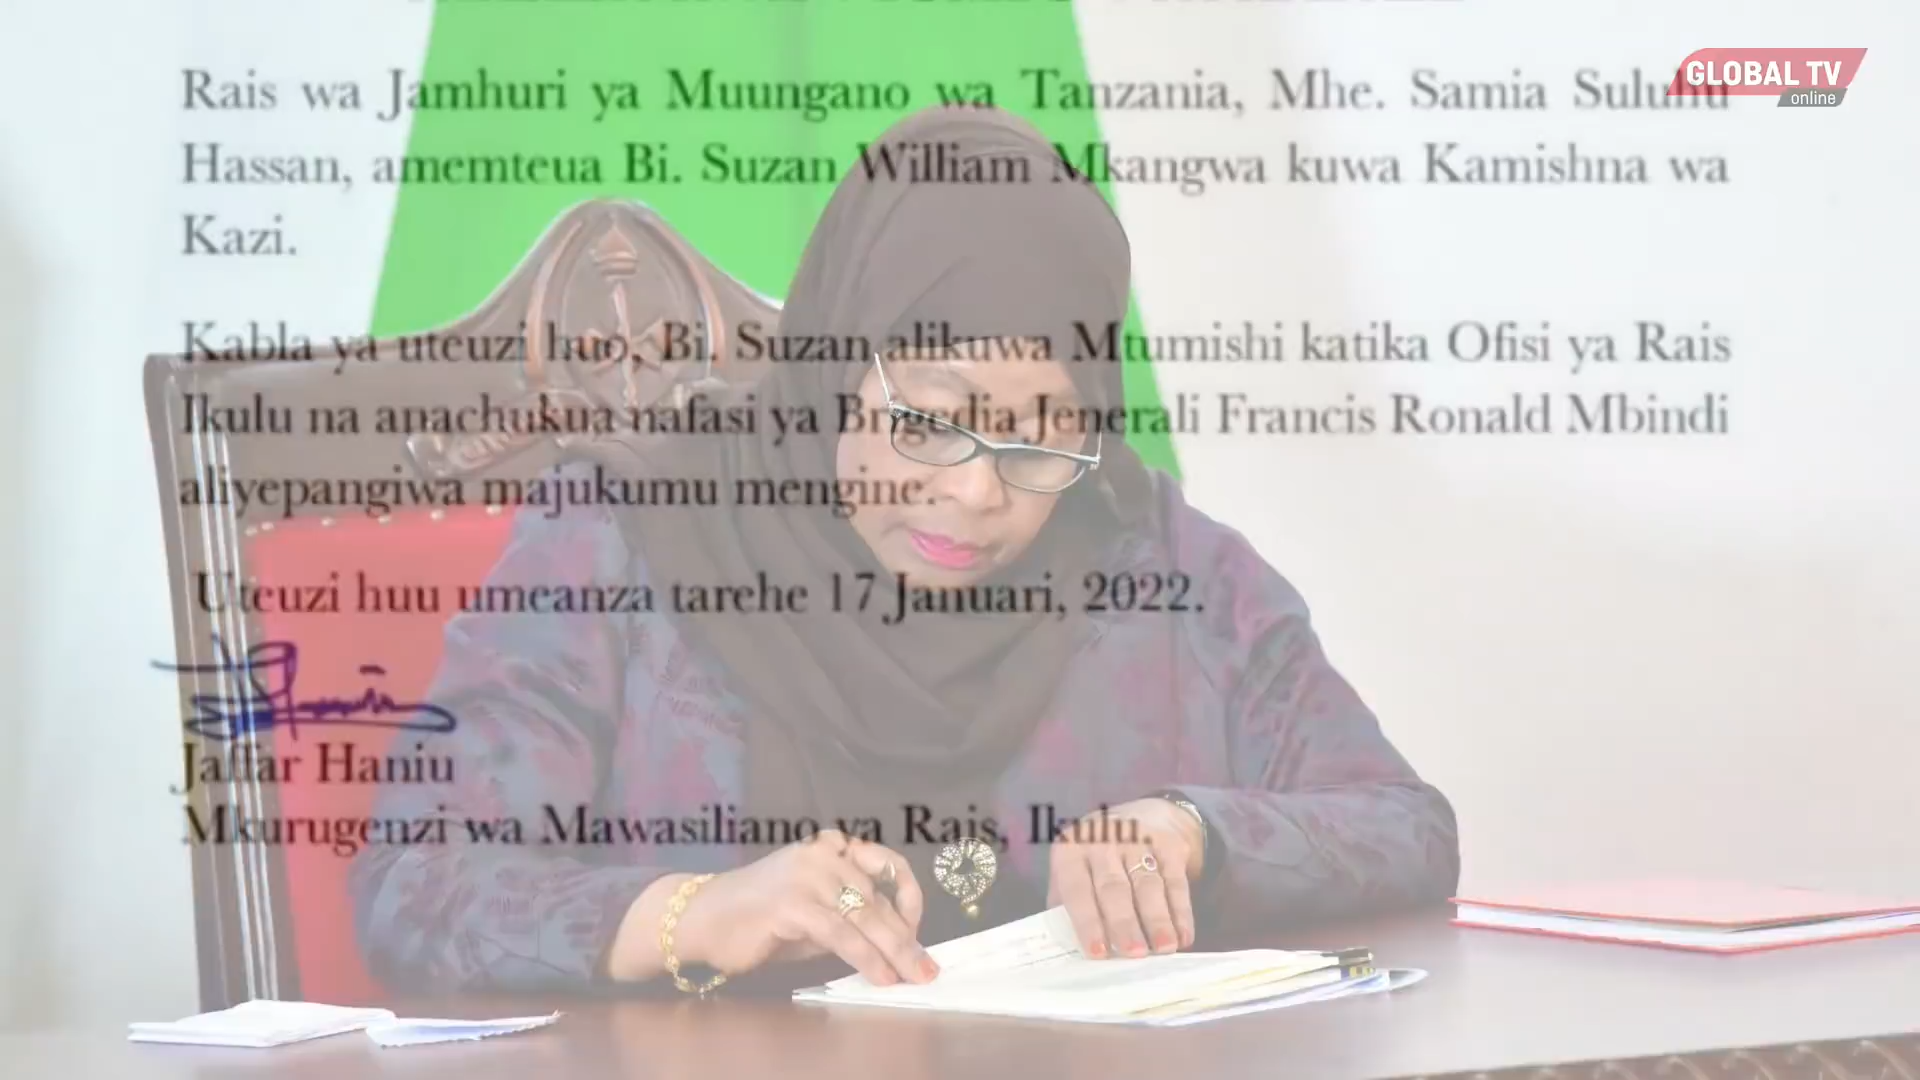 GLOBAL TV
online
Rais wa Jamhuri ya Muungano wa Tanzania, Mhe. Samia Suluhu
Hassan, amemteua Bi. Suzan William Mkangwa kuwa Kamishna wa
Kazi.
Kabla ya uteuzi huo, Bi. Suzan alikuwa Mtumishi katika Ofisi ya Rais
Ikulu na anachukua nafasi ya Brigedia Jenerali Francis Ronald Mbindi
aliyepangiwa majukumu mengine.
Uteuzi huu umeanza tarehe 17 Januari, 2022.
Jaffar Haniu
Mkurugenzi wa Mawasiliano ya Rais, Ikulu.